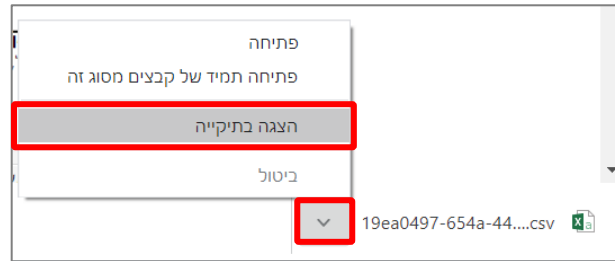 פתיחה
פתיחה תמיד של קבצים מסוג זה
הצגה בתיקייה
ביטול
19ea0497-654a-44....csv